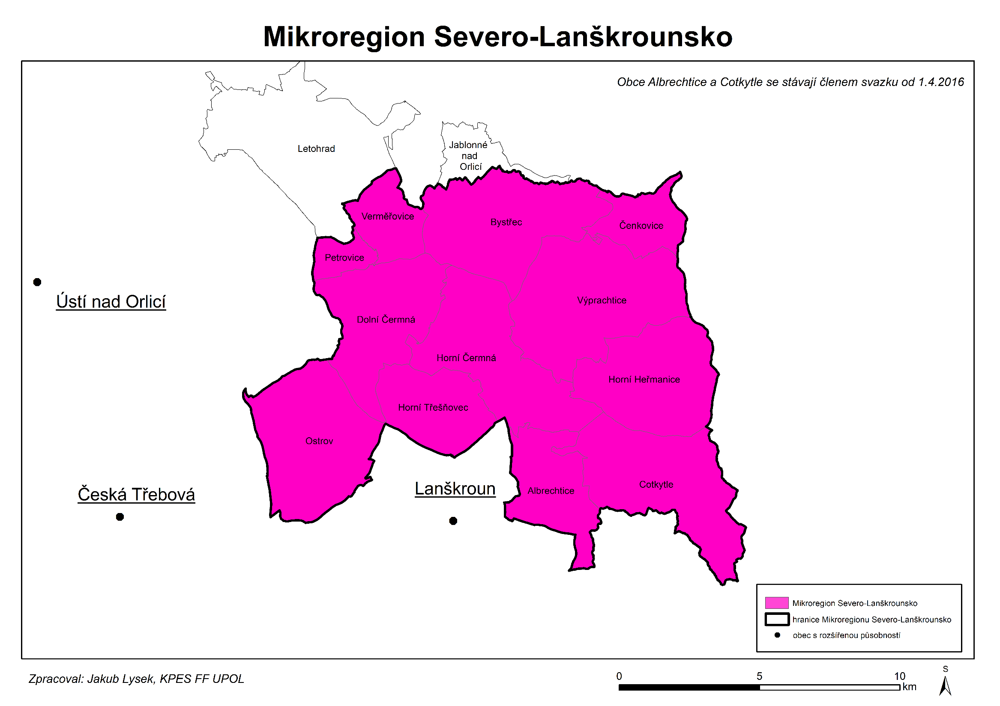 Mikroregion Severo-Lanškrounsko
Obce Albrechtice a Cotkytle se stávají členem svazku od 1.4.2016
Letohrad
Jablonné
nad
Orlicí
Verměřovice
Bystřec
Čenkovice
Petrovice
Ústí nad Orlicí
Výprachtice
Dolní Čermná
Horní Čermná
Horní Heřmanice
Horní Třešňovec
Ostrov
Česká Třebová
Lanškroun
Albrechtice
Cotkytle
Mikroregion Severo-Lanškrounsko
hranice Mikroregionu Severo-Lanškrounsko
obec s rozšířenou působností
Zpracoval: Jakub Lysek, KPES FF UPOL
0 5 10
km
S